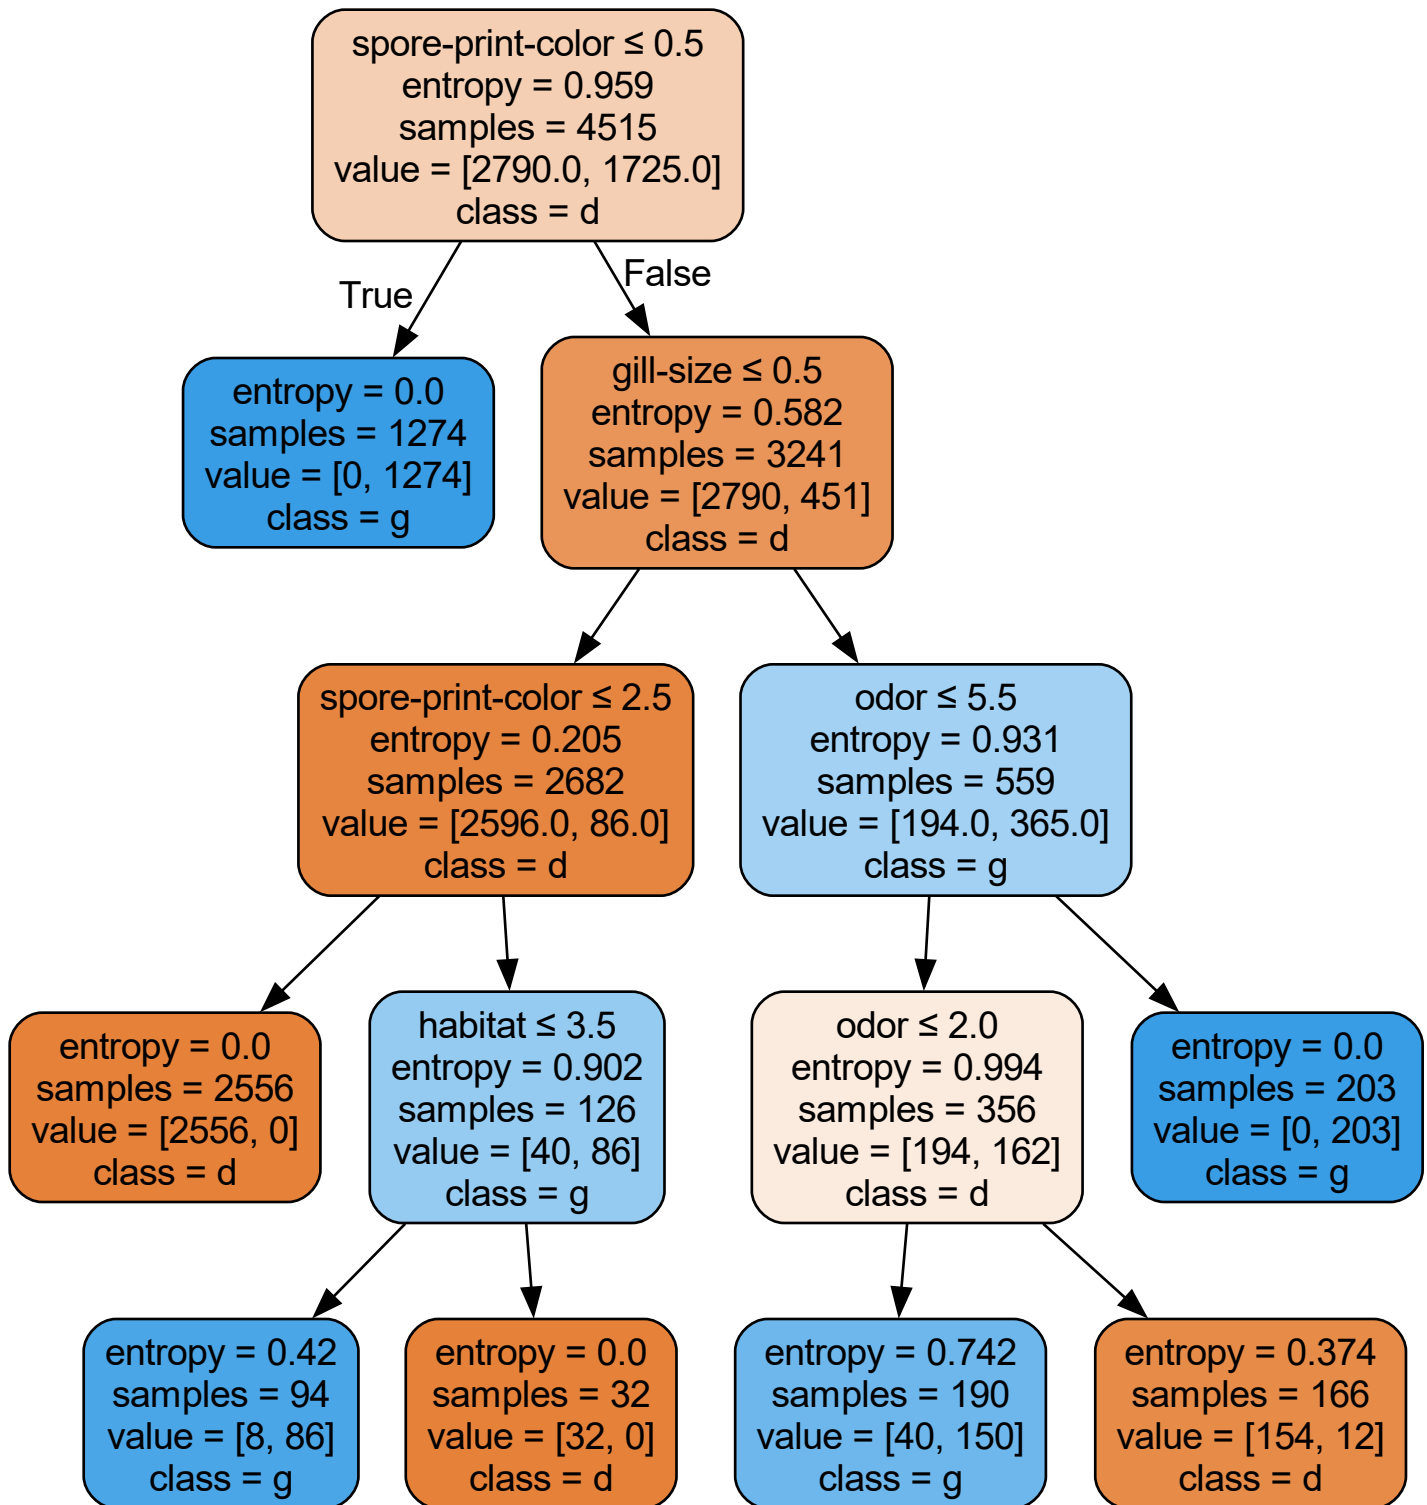 spore-print-color ≤ 0.5
entropy = 0.959
samples = 4515
value = [2790.0, 1725.0]
class = d
True
False
entropy = 0.0
samples = 1274
value = [0, 1274]
class = g
gill-size ≤ 0.5
entropy = 0.582
samples = 3241
value = [2790, 451]
class = d
spore-print-color ≤ 2.5
entropy = 0.205
samples = 2682
value = [2596.0, 86.0]
class = d
odor ≤ 5.5
entropy = 0.931
samples = 559
value = [194.0, 365.0]
class = g
entropy = 0.0
samples = 2556
value = [2556, 0]
class = d
habitat ≤ 3.5
entropy = 0.902
samples = 126
value = [40, 86]
class = g
odor ≤ 2.0
entropy = 0.994
samples = 356
value = [194, 162]
class = d
entropy = 0.0
samples = 203
value = [0, 203]
class = g
entropy = 0.42
samples = 94
value = [8, 86]
class = g
entropy = 0.0
samples = 32
value = [32, 0]
class = d
entropy = 0.742
samples = 190
value = [40, 150]
class = g
entropy = 0.374
samples = 166
value = [154, 12]
class = d